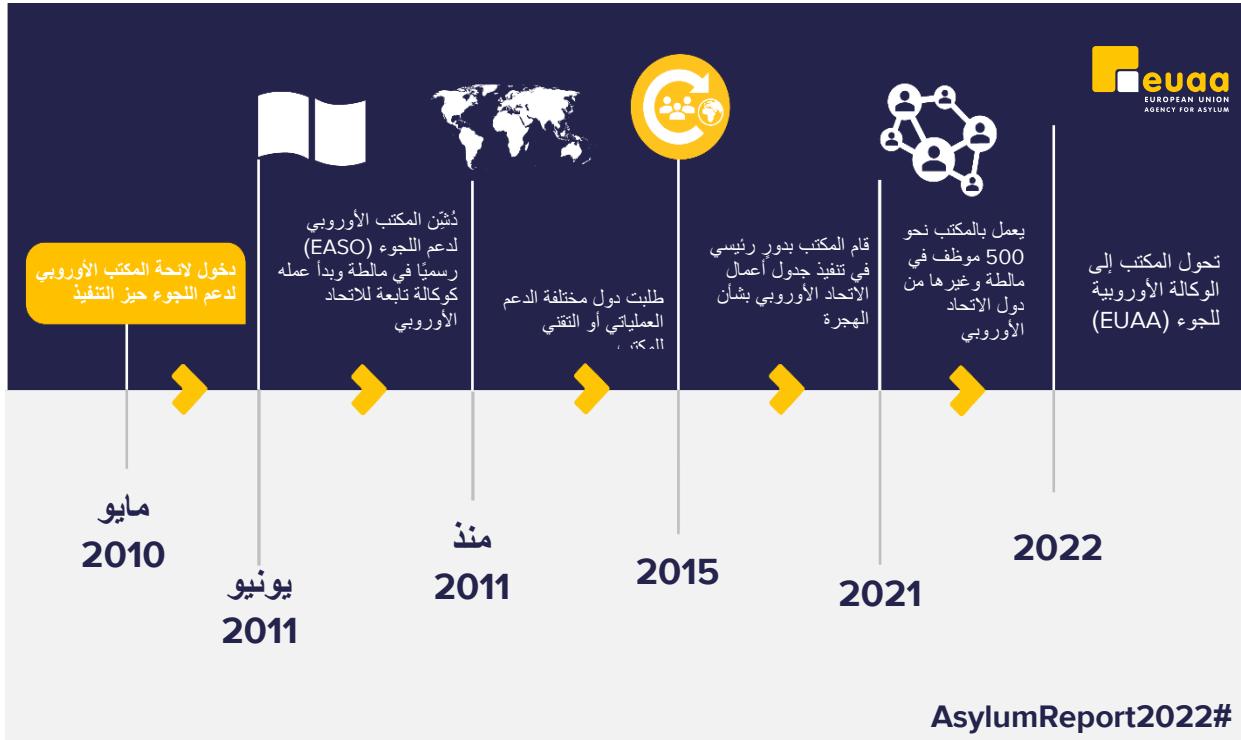 euaa
EUROPEAN UNION
AGENCY FOR ASYLUM
دخول لائحة المكتب الأوروبي
لدعم اللجوء حيز التنفيذ
مايو
2010
دُشِّن المكتب الأوروبي
لدعم اللجوء (EASO)
رسميًا في مالطة وبدأ عمله
كوكالة تابعة للاتحاد
الأوروبي
يونيو
2011
طلبت دول مختلفة الدعم
العملياتي أو التقني
للمكتب
منذ
2011
قام المكتب بدورٍ رئيسي
في تنفيذ جدول أعمال
الاتحاد الأوروبي بشأن
الهجرة
2015
يعمل بالمكتب نحو
500 موظف في
مالطة وغيرها من
دول الاتحاد
الأوروبي
2021
تحول المكتب إلى
الوكالة الأوروبية
للجوء (EUAA)
2022
AsylumReport2022#